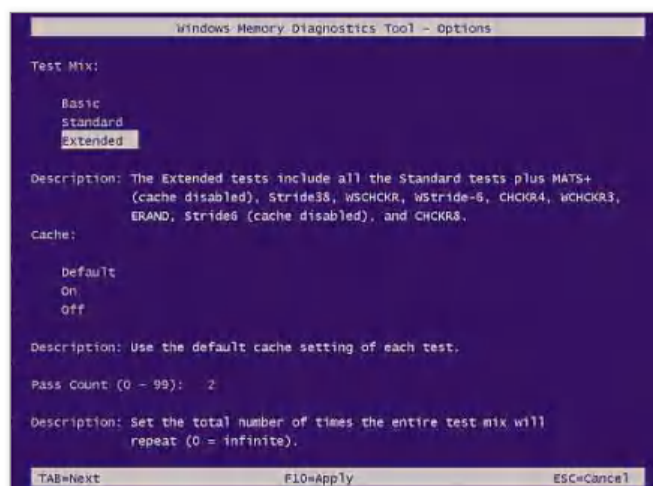 Windows Memory Diagnostics Tool - Options
Test Mix:
Basic
Standard
Extended
Description: The Extended tests include all the Standard tests plus MATS+
(cache disabled), Stride38, WSCHCKR, WStride-6, CHCKR4, WCHCKR3,
ERAND, Stride6 (cache disabled), and CHCKR8.
Cache:
Default
On
Off
Description: Use the default cache setting of each test.
Pass Count (0 - 99): 2
Description: Set the total number of times the entire test mix will
repeat (0 = infinite).
TAB=Next F10=Apply ESC=Cancel